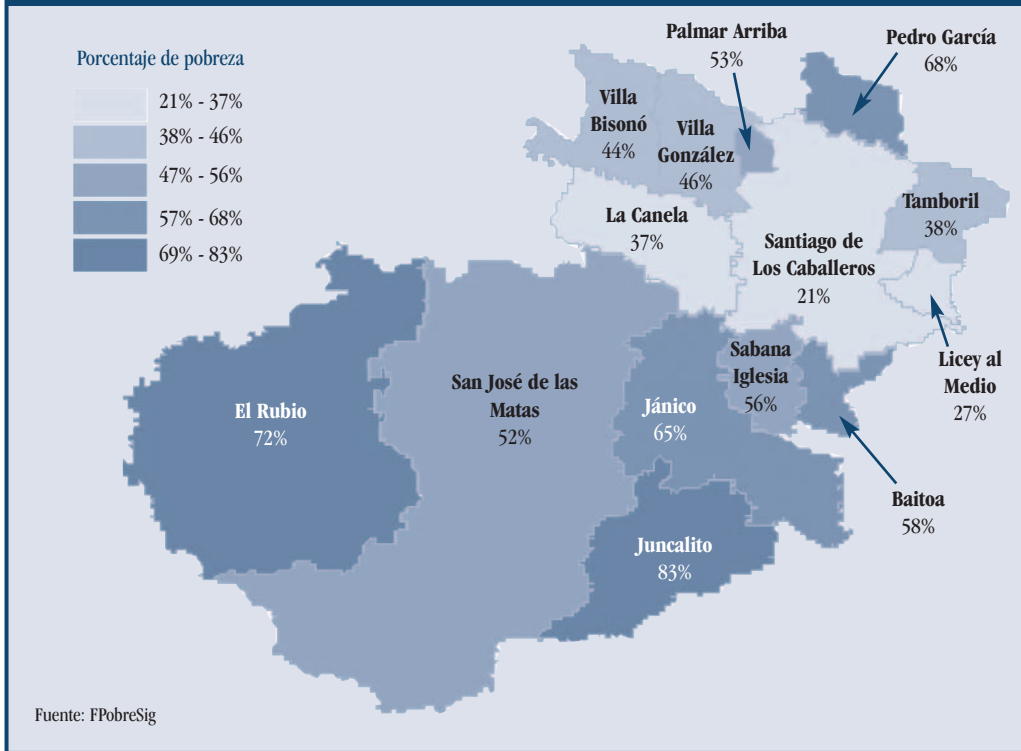 Porcentaje de pobreza
21% - 37%
38% - 46%
47% - 56%
57% - 68%
69% - 83%
Palmar Arriba
53%
Pedro García
68%
Villa
Bisonó
44%
Villa
González
46%
Tamboril
38%
La Canela
37%
Santiago de
Los Caballeros
21%
Licey al
Medio
27%
Sabana
Iglesia
56%
San José de las
Matas
52%
El Rubio
72%
Jánico
65%
Baitoa
58%
Juncalito
83%
Fuente: FPobreSig